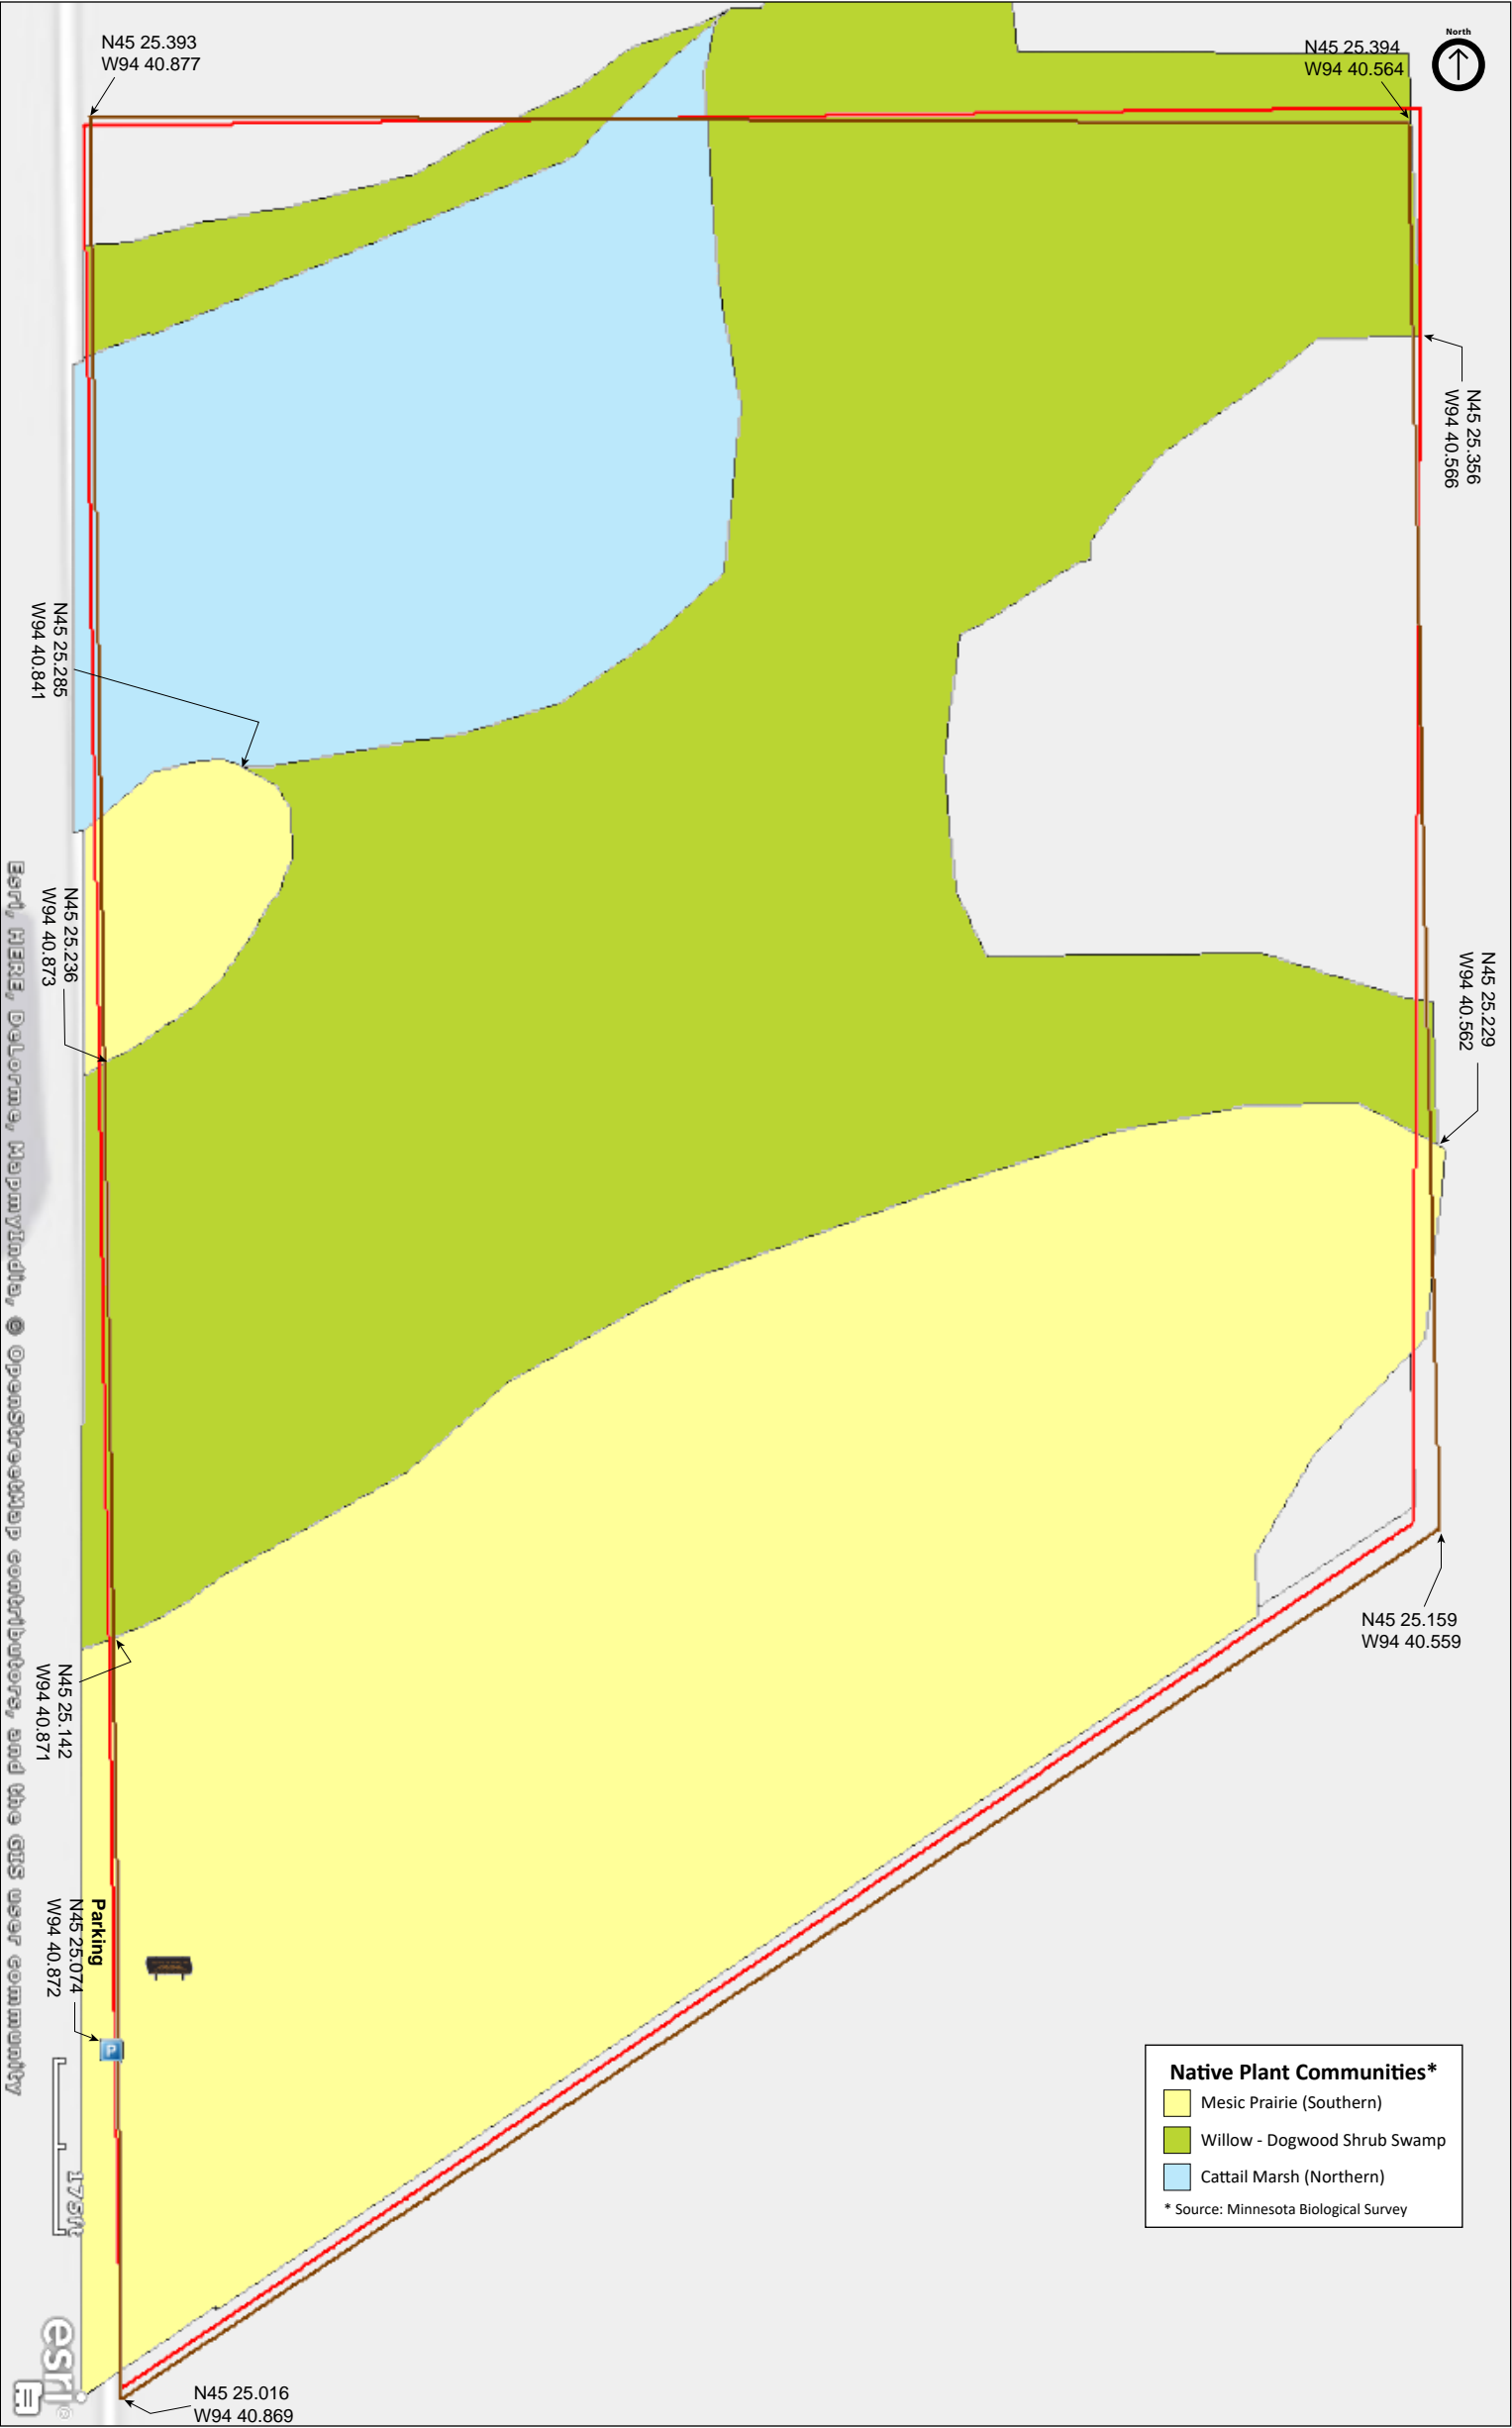 North
N45 25.393
W94 40.877
N45 25.394
W94 40.564
N45 25.356
W94 40.566
N45 25.285
W94 40.841
N45 25.236
W94 40.873
N45 25.229
W94 40.562
N45 25.159
W94 40.559
N45 25.142
W94 40.871
Parking
N45 25.074
W94 40.872
P
175ft
Native Plant Communities*
Mesic Prairie (Southern)
Willow - Dogwood Shrub Swamp
Cattail Marsh (Northern)
* Source: Minnesota Biological Survey
N45 25.016
W94 40.869
Esri, HERE, DeLorme, MapmyIndia, © OpenStreetMap contributors, and the GIS user community
esri